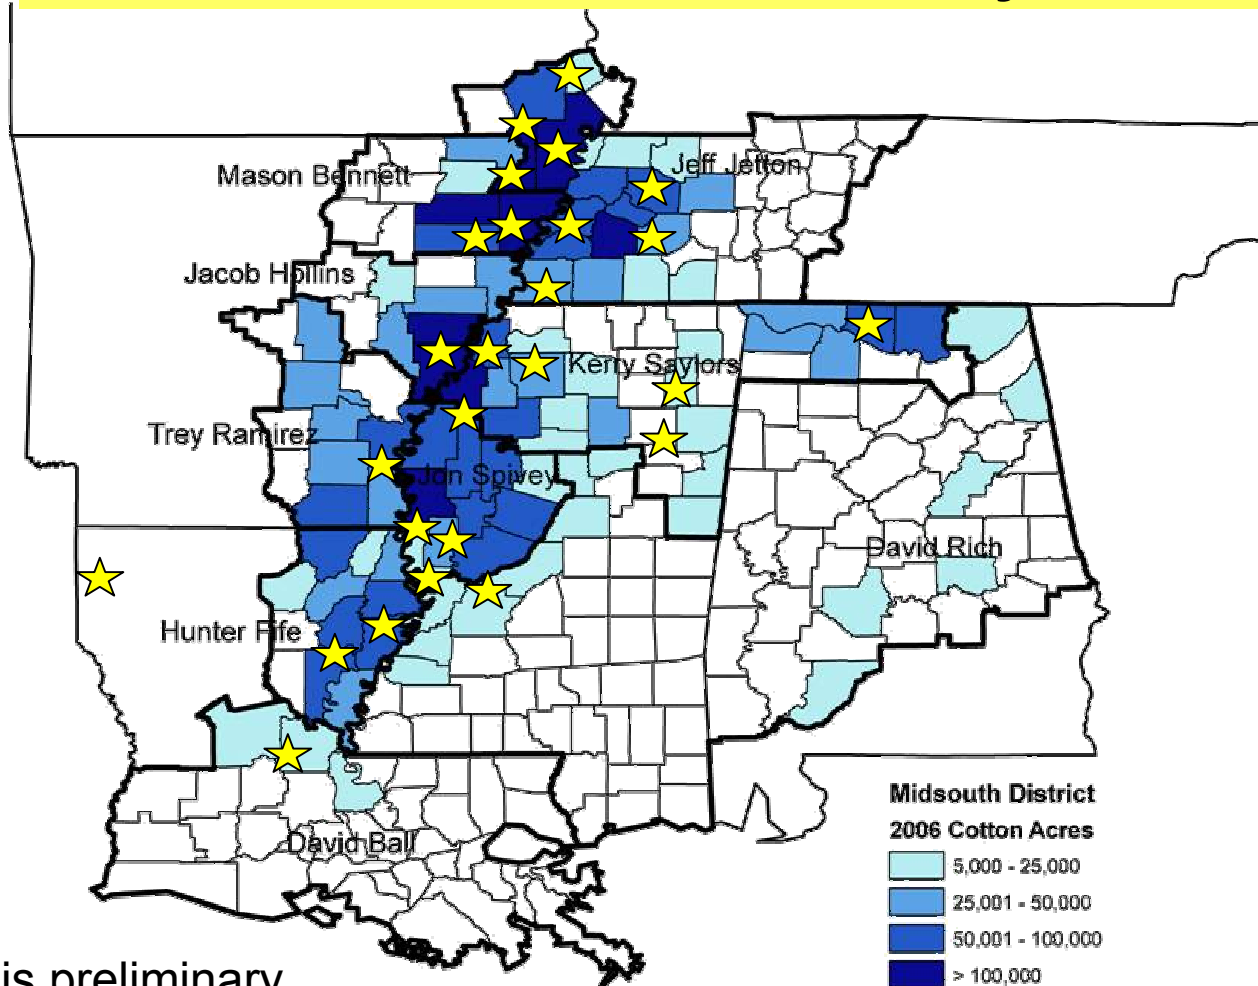 Mason Bennett
Jeff Jetton
Jacob Hollins
Kerry Saylors
Trey Ramirez
Jon Spivey
David Rich
Hunter Fife
David Ball
Midsouth District
2006 Cotton Acres
5,000 - 25,000
25,001 - 50,000
50,001 - 100,000
> 100,000
is preliminary